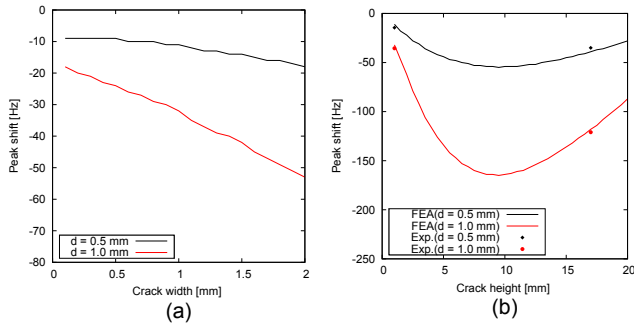 0
-10
-20
-30
-40
-50
-60
-70
-80
0 0.5 1 1.5 2
Peak shift [Hz]
Crack width [mm]
d = 0.5 mm
d = 1.0 mm
(a)
0
-50
-100
-150
-200
-250
0 5 10 15 20
Peak shift [Hz]
Crack height [mm]
FEA(d = 0.5 mm)
FEA(d = 1.0 mm)
Exp.(d = 0.5 mm)
Exp.(d = 1.0 mm)
(b)